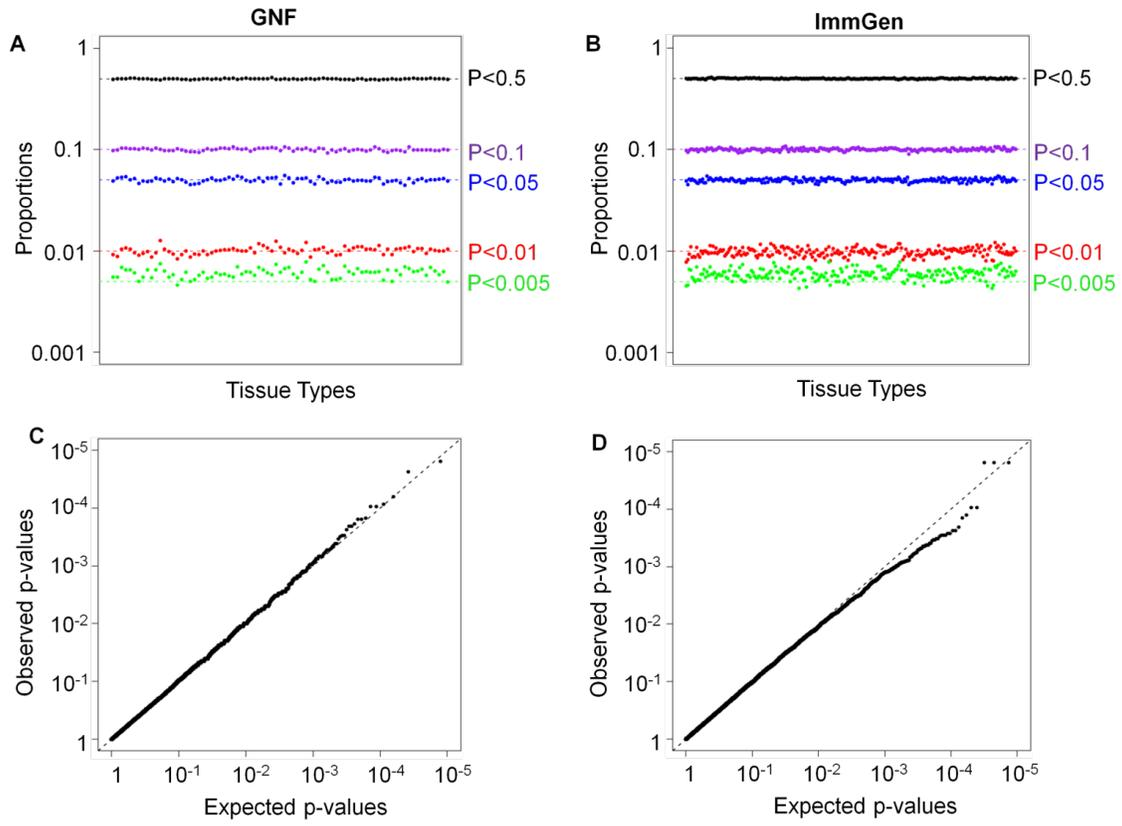 GNF
A
1
0.1
0.01
0.001
Proportions
P<0.5
P<0.1
P<0.05
P<0.01
P<0.005
Tissue Types
ImmGen
B
1
0.1
0.01
0.001
Proportions
P<0.5
P<0.1
P<0.05
P<0.01
P<0.005
Tissue Types
C
10-5
10-4
10-3
10-2
10-1
1
Observed p-values
1 10-1 10-2 10-3 10-4 10-5
Expected p-values
D
10-5
10-4
10-3
10-2
10-1
1
Observed p-values
1 10-1 10-2 10-3 10-4 10-5
Expected p-values